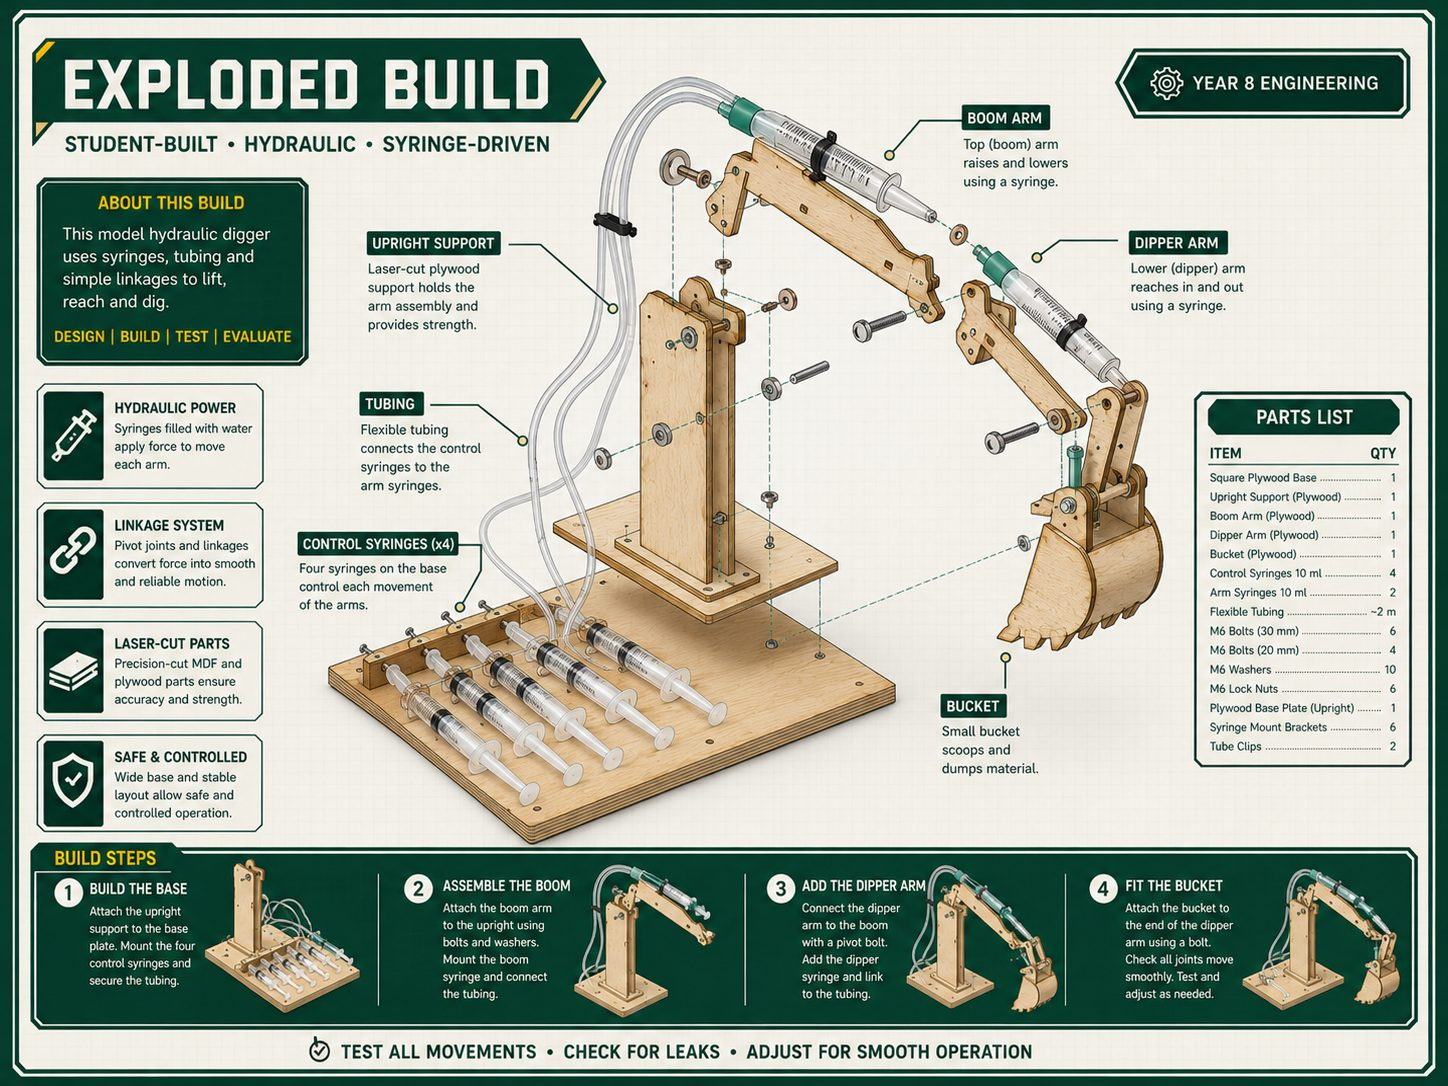 EXPLODED BUILD
STUDENT-BUILT • HYDRAULIC • SYRINGE-DRIVEN
YEAR 8 ENGINEERING
ABOUT THIS BUILD
This model hydraulic digger
uses syringes, tubing and
simple linkages to lift,
reach and dig.
DESIGN | BUILD | TEST | EVALUATE
HYDRAULIC POWER
Syringes filled with water
apply force to move
each arm.
LINKAGE SYSTEM
Pivot joints and linkages
convert force into smooth
and reliable motion.
LASER-CUT PARTS
Precision-cut MDF and
plywood parts ensure
accuracy and strength.
SAFE & CONTROLLED
Wide base and stable
layout allow safe and
controlled operation.
UPRIGHT SUPPORT
Laser-cut plywood
support holds the
arm assembly and
provides strength.
TUBING
Flexible tubing
connects the control
syringes to the
arm syringes.
CONTROL SYRINGES (x4)
Four syringes on the base
control each movement
of the arms.
BOOM ARM
Top (boom) arm
raises and lowers
using a syringe.
DIPPER ARM
Lower (dipper) arm
reaches in and out
using a syringe.
BUCKET
Small bucket
scoops and
dumps material.
PARTS LIST
ITEM QTY
Square Plywood Base 1
Upright Support (Plywood) 1
Boom Arm (Plywood) 1
Dipper Arm (Plywood) 1
Bucket (Plywood) 1
Control Syringes 10 ml 4
Arm Syringes 10 ml 2
Flexible Tubing ~2 m
M6 Bolts (30 mm) 6
M6 Bolts (20 mm) 4
M6 Washers 10
M6 Lock Nuts 6
Plywood Base Plate (Upright) 1
Syringe Mount Brackets 6
Tube Clips 2
BUILD STEPS
1 BUILD THE BASE
Attach the upright
support to the base
plate. Mount the four
control syringes and
secure the tubing.
2 ASSEMBLE THE BOOM
Attach the boom arm
to the upright using
bolts and washers.
Mount the boom
syringe and connect
the tubing.
3 ADD THE DIPPER ARM
Connect the dipper
arm to the boom
with a pivot bolt.
Add the dipper
syringe and link
to the tubing.
4 FIT THE BUCKET
Attach the bucket to
the end of the dipper
arm using a bolt.
Check all joints move
smoothly. Test and
adjust as needed.
TEST ALL MOVEMENTS • CHECK FOR LEAKS • ADJUST FOR SMOOTH OPERATION